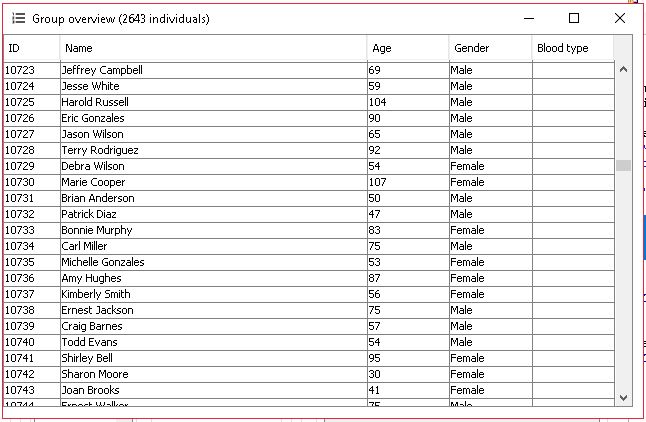 Group overview (2643 individuals)
ID Name Age Gender Blood type
10723 Jeffrey Campbell 69 Male
10724 Jesse White 59 Male
10725 Harold Russell 104 Male
10726 Eric Gonzales 90 Male
10727 Jason Wilson 65 Male
10728 Terry Rodriguez 92 Male
10729 Debra Wilson 54 Female
10730 Marie Cooper 107 Female
10731 Brian Anderson 50 Male
10732 Patrick Diaz 47 Male
10733 Bonnie Murphy 83 Female
10734 Carl Miller 75 Male
10735 Michelle Gonzales 53 Female
10736 Amy Hughes 87 Female
10737 Kimberly Smith 56 Female
10738 Ernest Jackson 75 Male
10739 Craig Barnes 57 Male
10740 Todd Evans 54 Male
10741 Shirley Bell 95 Female
10742 Sharon Moore 30 Female
10743 Joan Brooks 41 Female
10744 Ernest Walker 75 Male